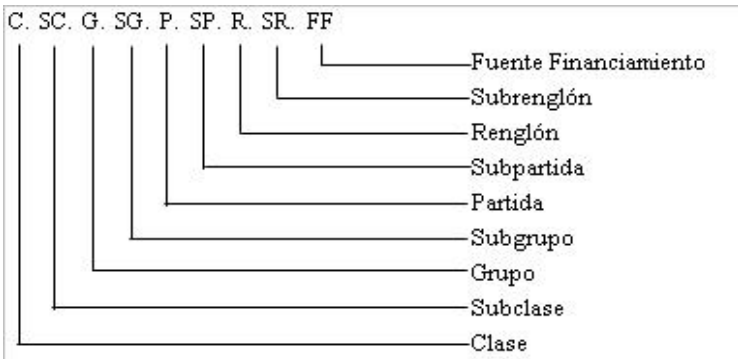 C. SC. G. SG. P. SP. R. SR. FF
Fuente Financiamiento
Subrenglón
Renglón
Subpartida
Partida
Subgrupo
Grupo
Subclase
Clase